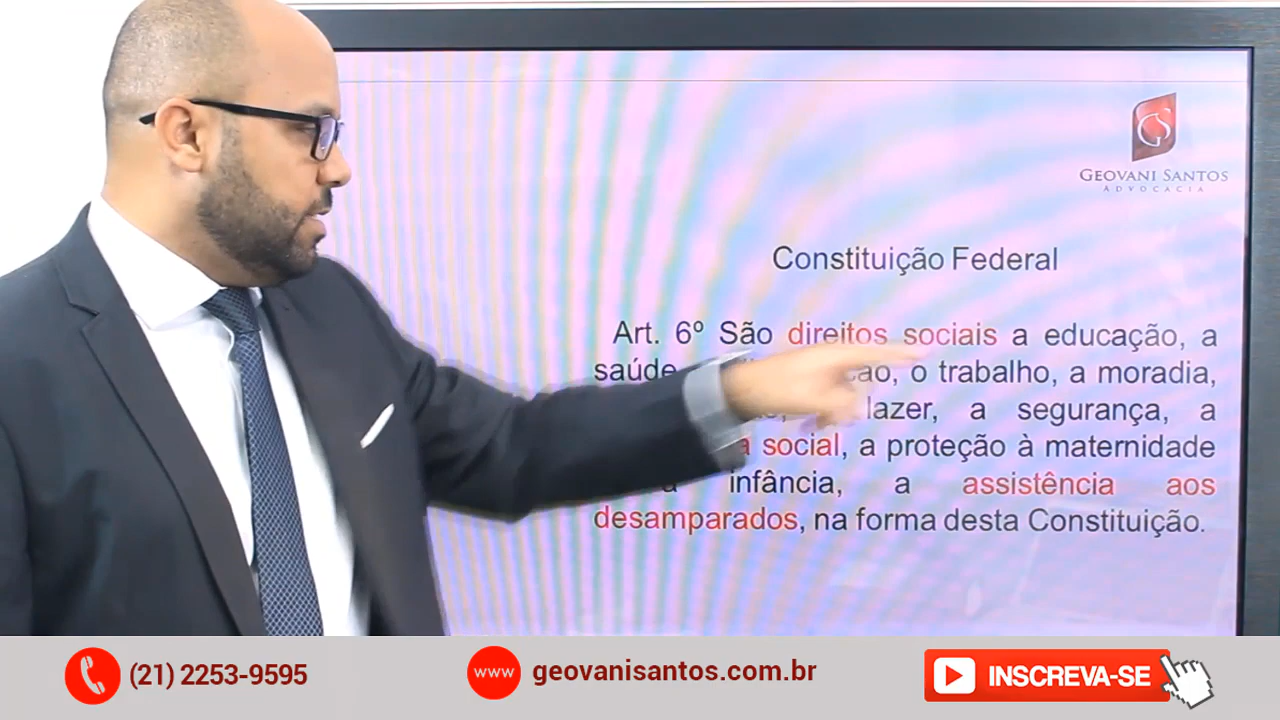 GS
GEOVANI SANTOS
ADVOCACIA
Constituição Federal
Art. 6º São direitos sociais a educação, a
saúde, o trabalho, a moradia,
lazer, a segurança, a
social, a proteção à maternidade
infância, a assistência aos
desamparados, na forma desta Constituição.
(21) 2253-9595
www
geovanisantos.com.br
INSCREVA-SE